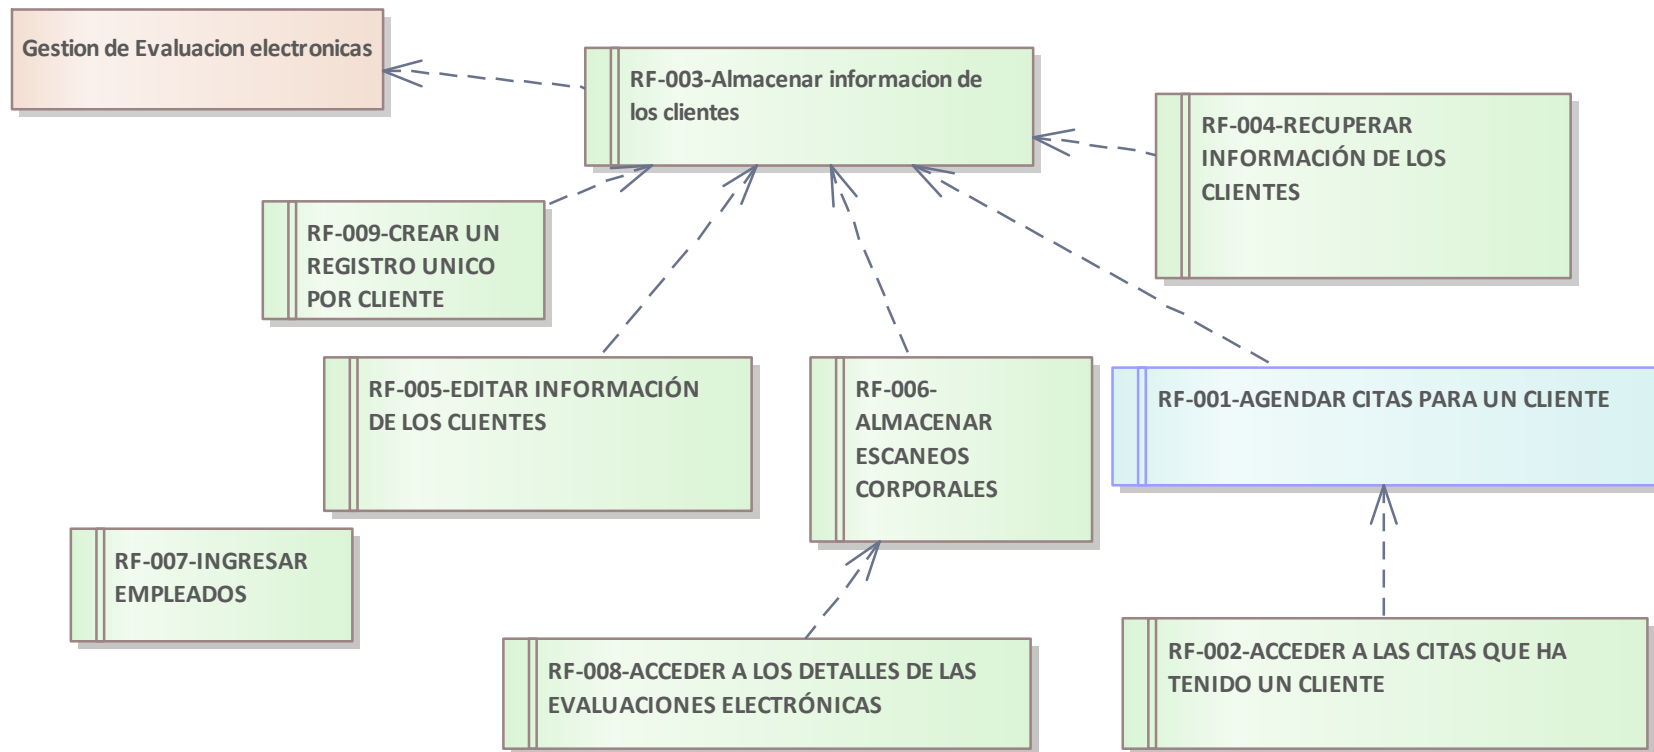 Gestion de Evaluacion electronicas
RF-003-Almacenar informacion de
los clientes
RF-004-RECUPERAR
INFORMACIÓN DE LOS
CLIENTES
RF-009-CREAR UN
REGISTRO UNICO
POR CLIENTE
RF-005-EDITAR INFORMACIÓN
DE LOS CLIENTES
RF-006-
ALMACENAR
ESCANEOS
CORPORALES
RF-001-AGENDAR CITAS PARA UN CLIENTE
RF-007-INGRESAR
EMPLEADOS
RF-008-ACCEDER A LOS DETALLES DE LAS
EVALUACIONES ELECTRÓNICAS
RF-002-ACCEDER A LAS CITAS QUE HA
TENIDO UN CLIENTE